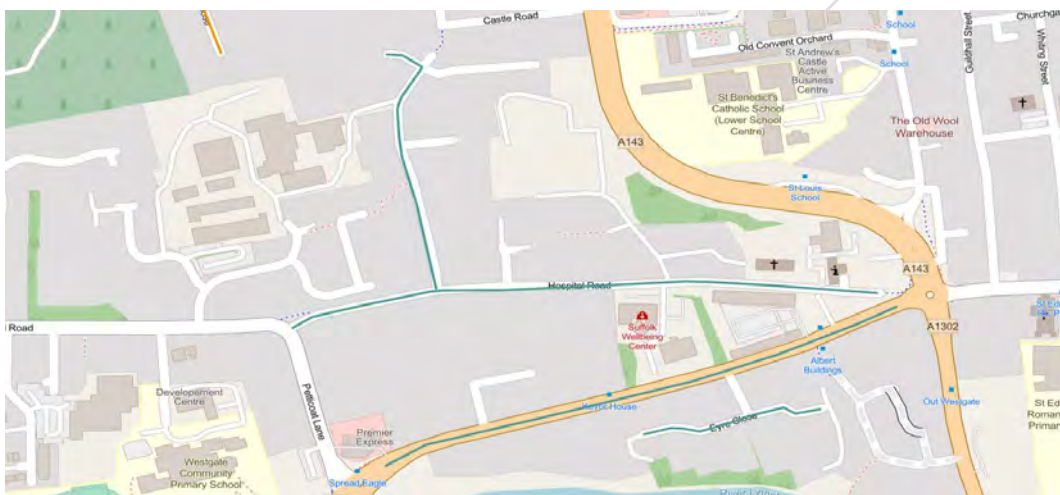 Castle Road
Old Convent Orchard
School
School
Guildhall Street
Churchga
Whiting Street
St Andrew's
Castle
Active
Business
Centre
St Benedict's
Catholic School
(Lower School
Centre)
The Old Wool
Warehouse
A143
St Louis
School
A143
Hospital Road
l Road
Suffolk
Wellbeing
Center
A1302
Albert
Buildings
Out Westgate
Eyre Close
Petticoat Lane
Developement
Centre
Premier
Express
Westgate
Community
Primary School
Spread Eagle
St Ed
Roman
Primar